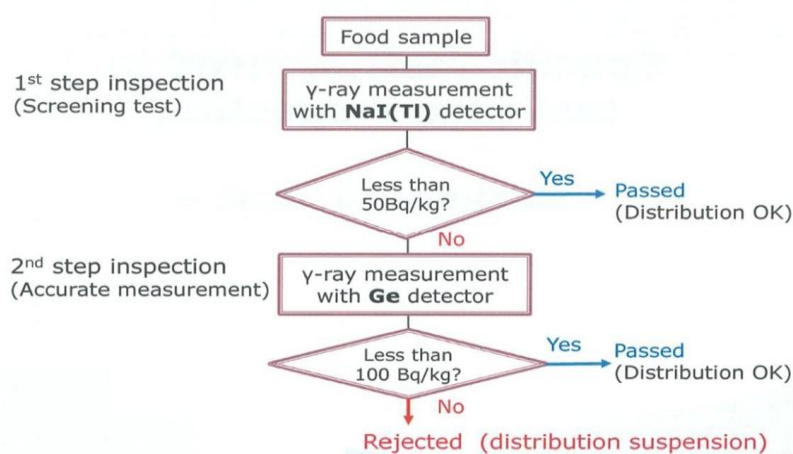 Food sample
1st step inspection
(Screening test)
γ-ray measurement
with NaI(Tl) detector
Less than
50Bq/kg?
Yes
Passed
(Distribution OK)
No
2nd step inspection
(Accurate measurement)
γ-ray measurement
with Ge detector
Less than
100 Bq/kg?
Yes
Passed
(Distribution OK)
No
Rejected (distribution suspension)